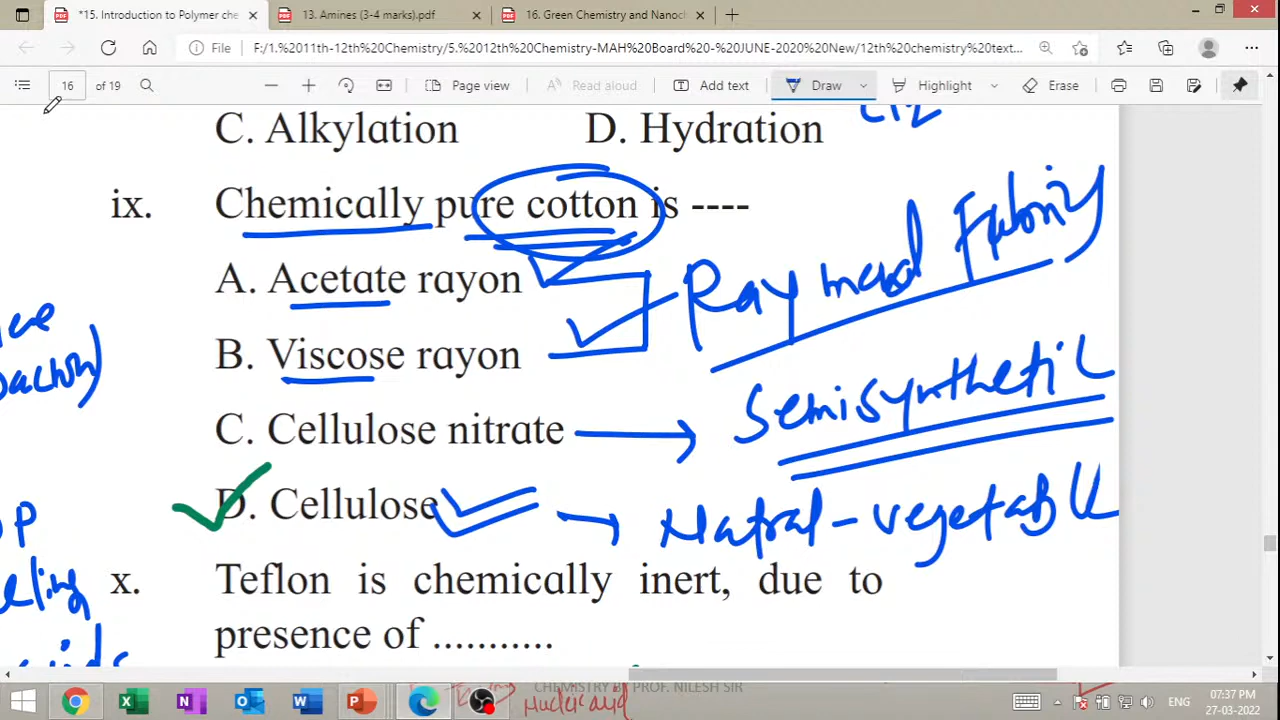 *15. Introduction to Polymer che
13. Amines (3-4 marks).pdf
16. Green Chemistry and Nanoch
File F:/1.%2011th-12th%20Chemistry/5.%2012th%20Chemistry-MAH%20Board%20-%20JUNE-2020%20New/12th%20chemistry%20text...
16 of 19 Page view Read aloud Add text Draw Highlight Erase
C. Alkylation D. Hydration
ix. Chemically pure cotton is ----
A. Acetate rayon
Raymond Fabric
B. Viscose rayon
Semisynthetic
C. Cellulose nitrate
D. Cellulose
Natral-vegetable
x. Teflon is chemically inert, due to
presence of ...........
CHEMISTRY BY PROF. NILESH SIR
ENG
07:37 PM
27-03-2022